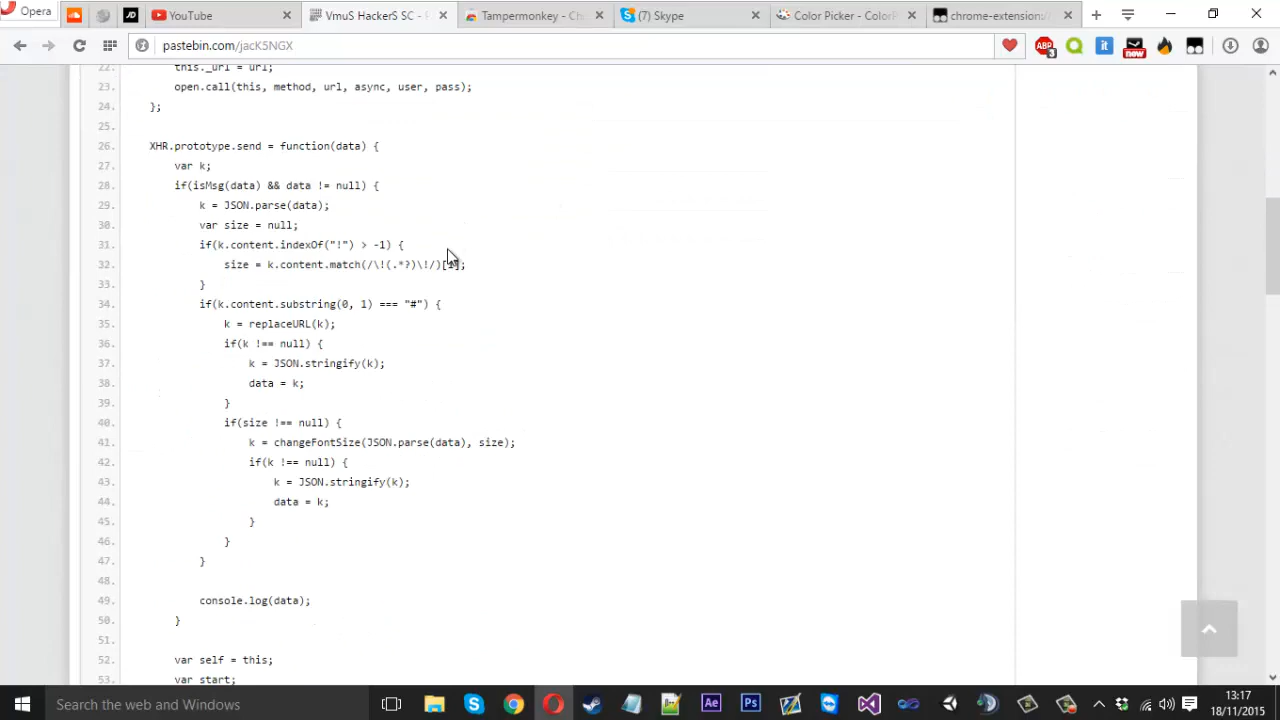 Opera
YouTube
VmuS HackerS SC -
Tampermonkey - Ch
(7) Skype
chrome-extension://
pastebin.com/jacK5NGX
ABP
3
it
new
22. this._url = url;
23. open.call(this, method, url, async, user, pass);
24. };
25.
26. XHR.prototype.send = function(data) {
27. var k;
28. if(isMsg(data) && data != null) {
29. k = JSON.parse(data);
30. var size = null;
31. if(k.content.indexOf("!") > -1) {
32. size = k.content.match(/\!(.*?)\!/)[1];
33. }
34. if(k.content.substring(0, 1) === "#") {
35. k = replaceURL(k);
36. if(k !== null) {
37. k = JSON.stringify(k);
38. data = k;
39. }
40. if(size !== null) {
41. k = changeFontSize(JSON.parse(data), size);
42. if(k !== null) {
43. k = JSON.stringify(k);
44. data = k;
45. }
46. }
47. }
48.
49. console.log(data);
50. }
51.
52. var self = this;
53. var start;
Search the web and Windows
Ae
Ps
13:17
18/11/2015